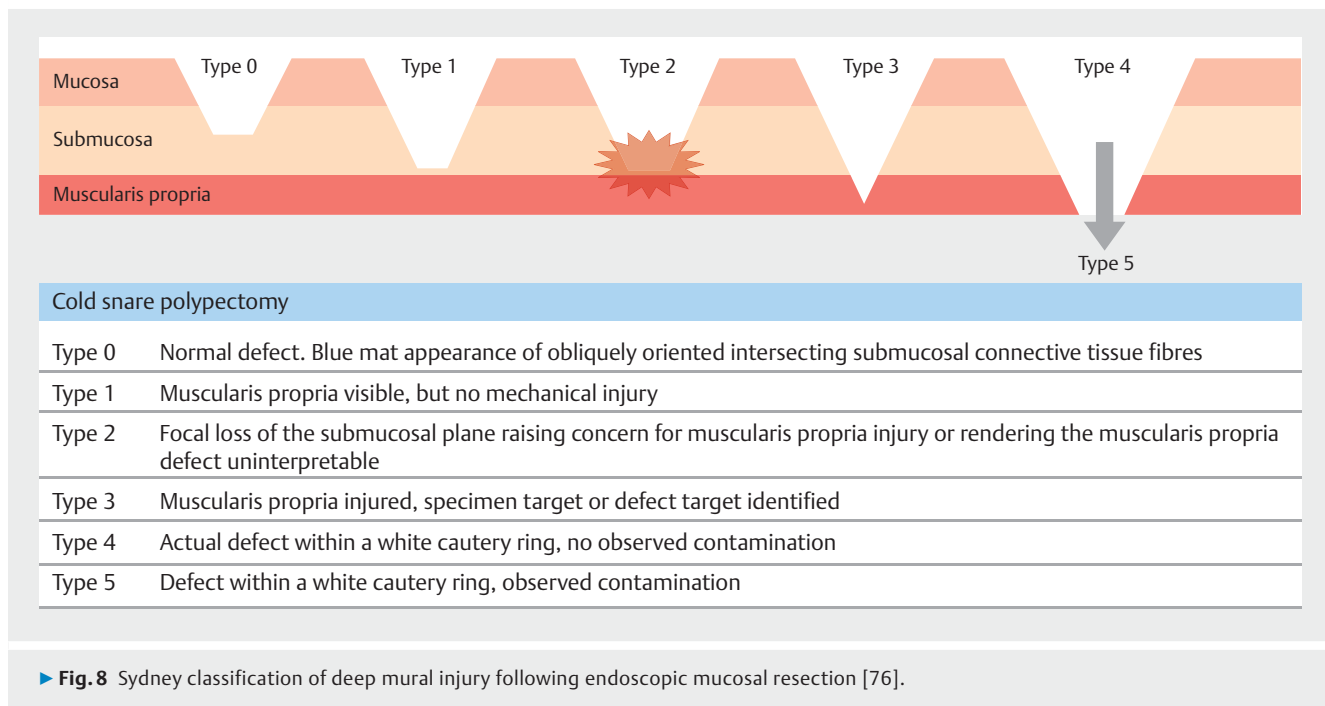 Type 0 Type 1 Type 2 Type 3 Type 4
Mucosa
Submucosa
Muscularis propria
Type 5
Cold snare polypectomy
Type 0 Normal defect. Blue mat appearance of obliquely oriented intersecting submucosal connective tissue fibres
Type 1 Muscularis propria visible, but no mechanical injury
Type 2 Focal loss of the submucosal plane raising concern for muscularis propria injury or rendering the muscularis propria
defect uninterpretable
Type 3 Muscularis propria injured, specimen target or defect target identified
Type 4 Actual defect within a white cautery ring, no observed contamination
Type 5 Defect within a white cautery ring, observed contamination
▶ Fig. 8 Sydney classification of deep mural injury following endoscopic mucosal resection [76].